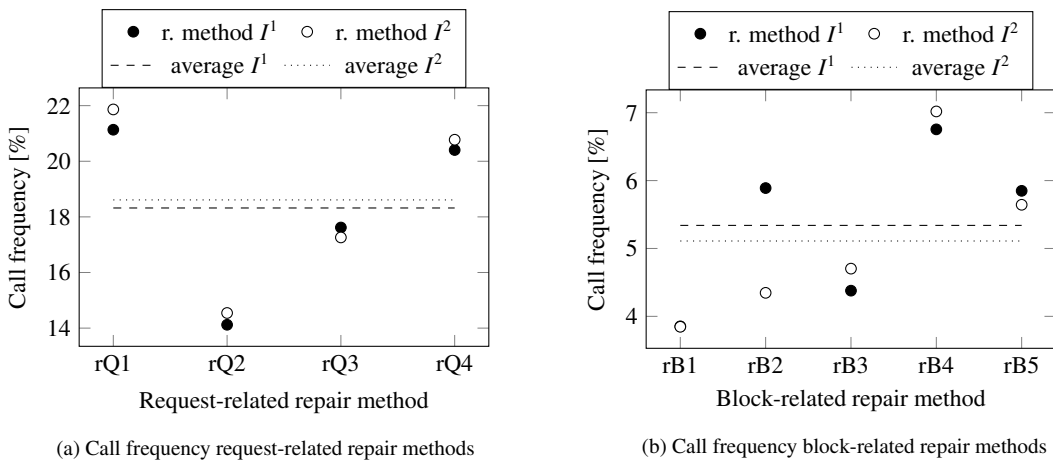 r. method I¹ r. method I²
average I¹ average I²
22
20
18
16
14
Call frequency [%]
rQ1 rQ2 rQ3 rQ4
Request-related repair method
(a) Call frequency request-related repair methods
r. method I¹ r. method I²
average I¹ average I²
7
6
5
4
Call frequency [%]
rB1 rB2 rB3 rB4 rB5
Block-related repair method
(b) Call frequency block-related repair methods